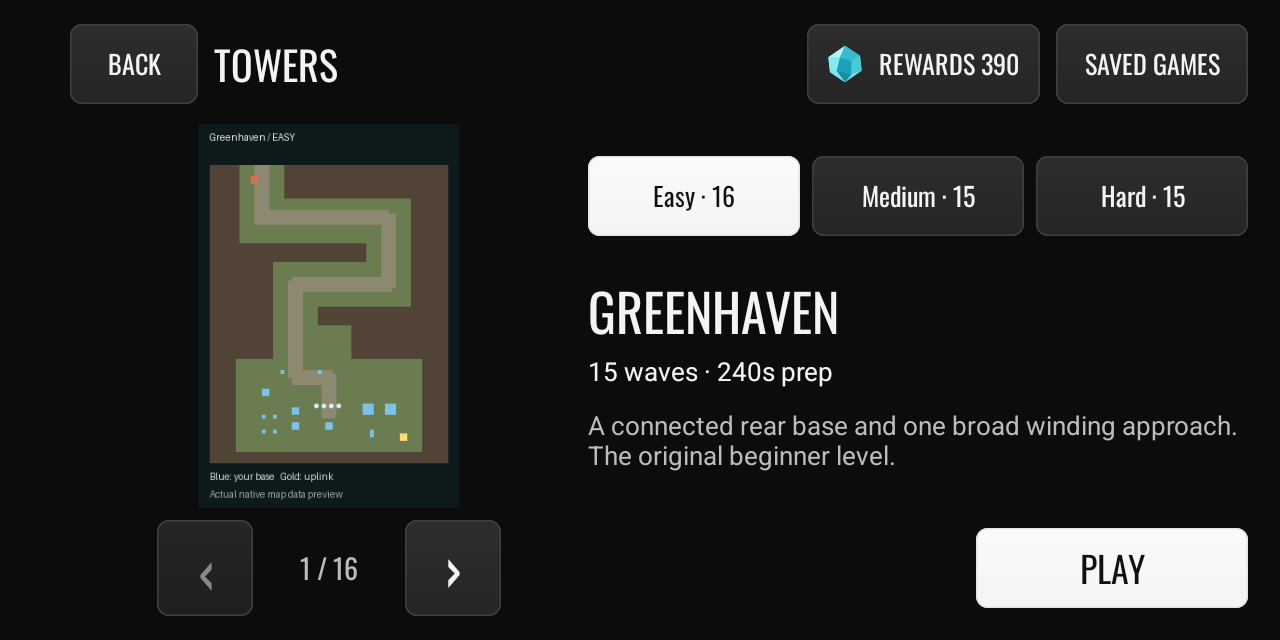 BACK
TOWERS
REWARDS 390
SAVED GAMES
Greenhaven / EASY
Blue: your base Gold: uplink
Actual native map data preview
‹
1 / 16
›
Easy · 16
Medium · 15
Hard · 15
GREENHAVEN
15 waves · 240s prep
A connected rear base and one broad winding approach.
The original beginner level.
PLAY